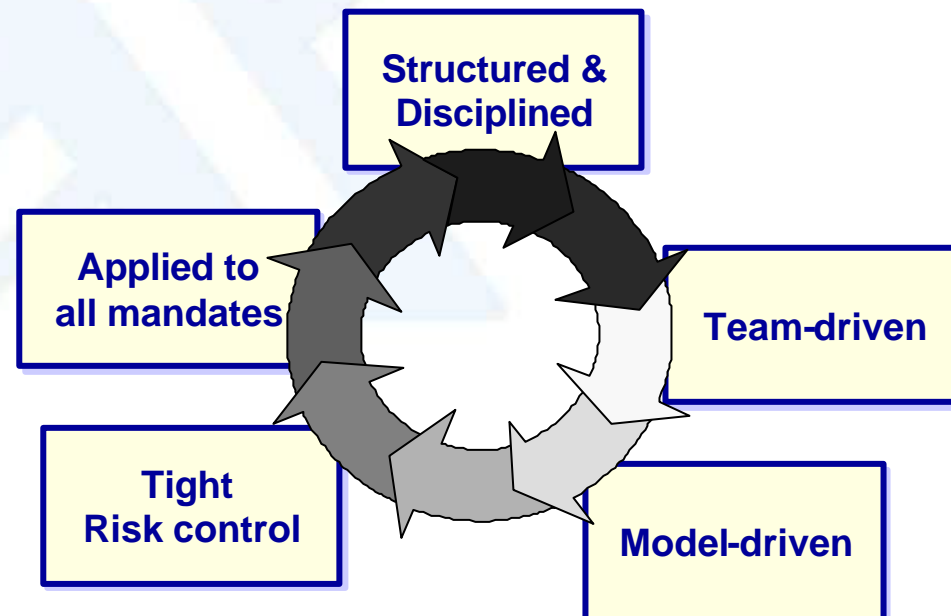 Structured &
Disciplined
Applied to
all mandates
Team-driven
Tight
Risk control
Model-driven